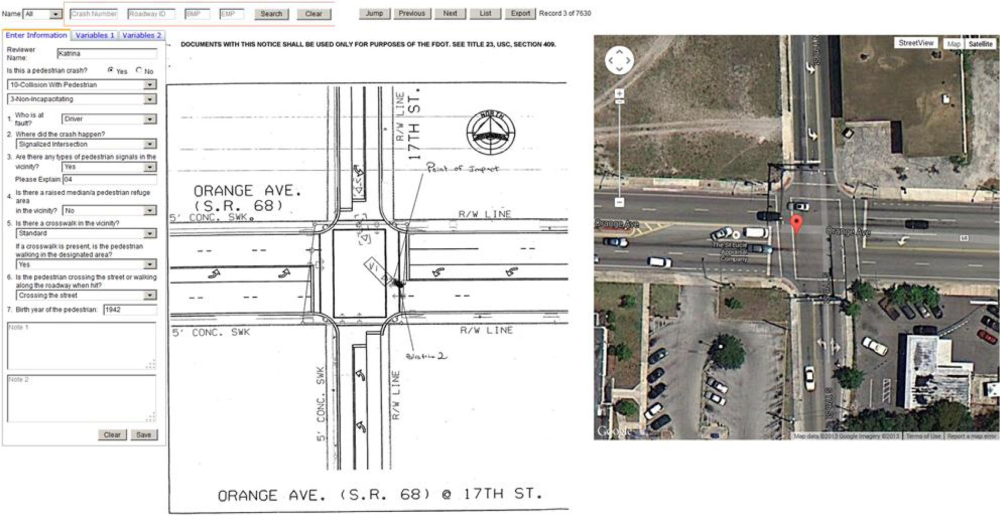 Name All Crash Number Roadway ID BMP EMP Search Clear Jump Previous Next List Export Record 3 of 7630
Enter Information Variables 1 Variables 2
Reviewer
Name: Katrina
Is this a pedestrian crash? Yes No
10-Collision With Pedestrian
3-Non-Incapacitating
1. Who is at
fault? Driver
2. Where did the crash happen?
Signalized Intersection
3. Are there any types of pedestrian signals in the
vicinity? Yes
Please Explain: 04
4. Is there a raised median/a pedestrian refuge
area
in the vicinity? No
5. Is there a crosswalk in the vicinity?
Standard
If a crosswalk is present, is the pedestrian
walking in the designated area?
Yes
6. Is the pedestrian crossing the street or walking
along the roadway when hit?
Crossing the street
7. Birth year of the pedestrian: 1942
Note 1
Note 2
Clear Save
DOCUMENTS WITH THIS NOTICE SHALL BE USED ONLY FOR PURPOSES OF THE FDOT. SEE TITLE 23, USC, SECTION 409.
R/W LINE
17TH ST.
NORTH
Point of Impact
ORANGE AVE.
(S.R. 68)
5' CONC. SWK.
R/W LINE
V1
5' CONC. SWK
R/W LINE
2
5' CONC. SWK
R/W LINE
ORANGE AVE. (S.R. 68) @ 17TH ST.
StreetView Map Satellite
Orange Ave
Orange Ave
68
The St Lucie
Appraisal
Company
S 17th St
S 17th St
Google
Map data ©2013 Google Imagery ©2013 Terms of Use Report a map error